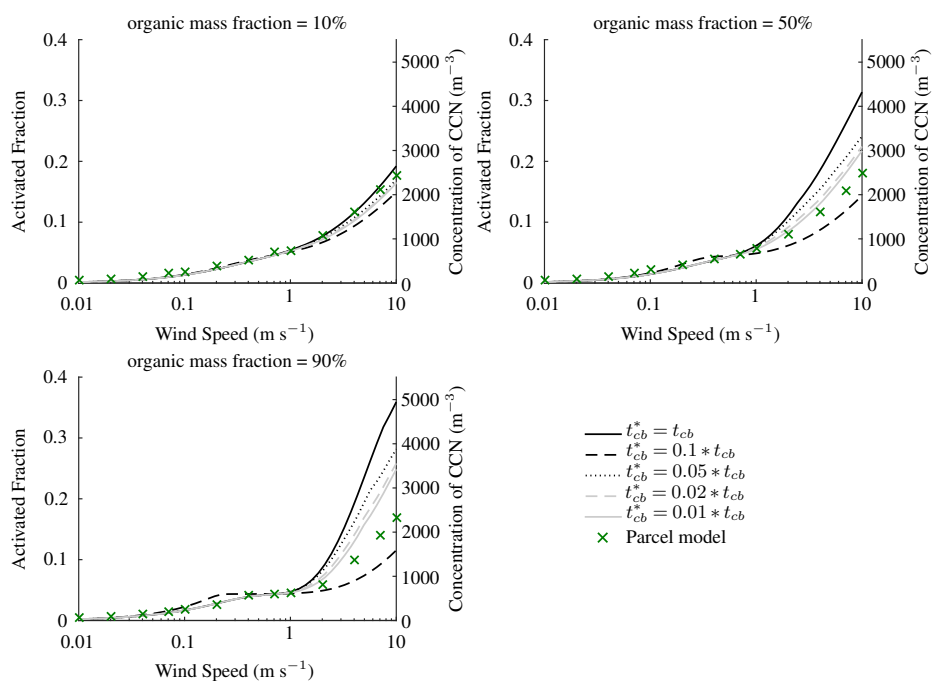 organic mass fraction = 10%
0.4
0.3
0.2
0.1
0
Activated Fraction
5000
4000
3000
2000
1000
0
Concentration of CCN (m⁻³)
0.01
0.1
1
10
Wind Speed (m s⁻¹)
organic mass fraction = 50%
0.4
0.3
0.2
0.1
0
Activated Fraction
5000
4000
3000
2000
1000
0
Concentration of CCN (m⁻³)
0.01
0.1
1
10
Wind Speed (m s⁻¹)
organic mass fraction = 90%
0.4
0.3
0.2
0.1
0
Activated Fraction
5000
4000
3000
2000
1000
0
Concentration of CCN (m⁻³)
0.01
0.1
1
10
Wind Speed (m s⁻¹)
t*cb = tcb
t*cb = 0.1 * tcb
t*cb = 0.05 * tcb
t*cb = 0.02 * tcb
t*cb = 0.01 * tcb
Parcel model